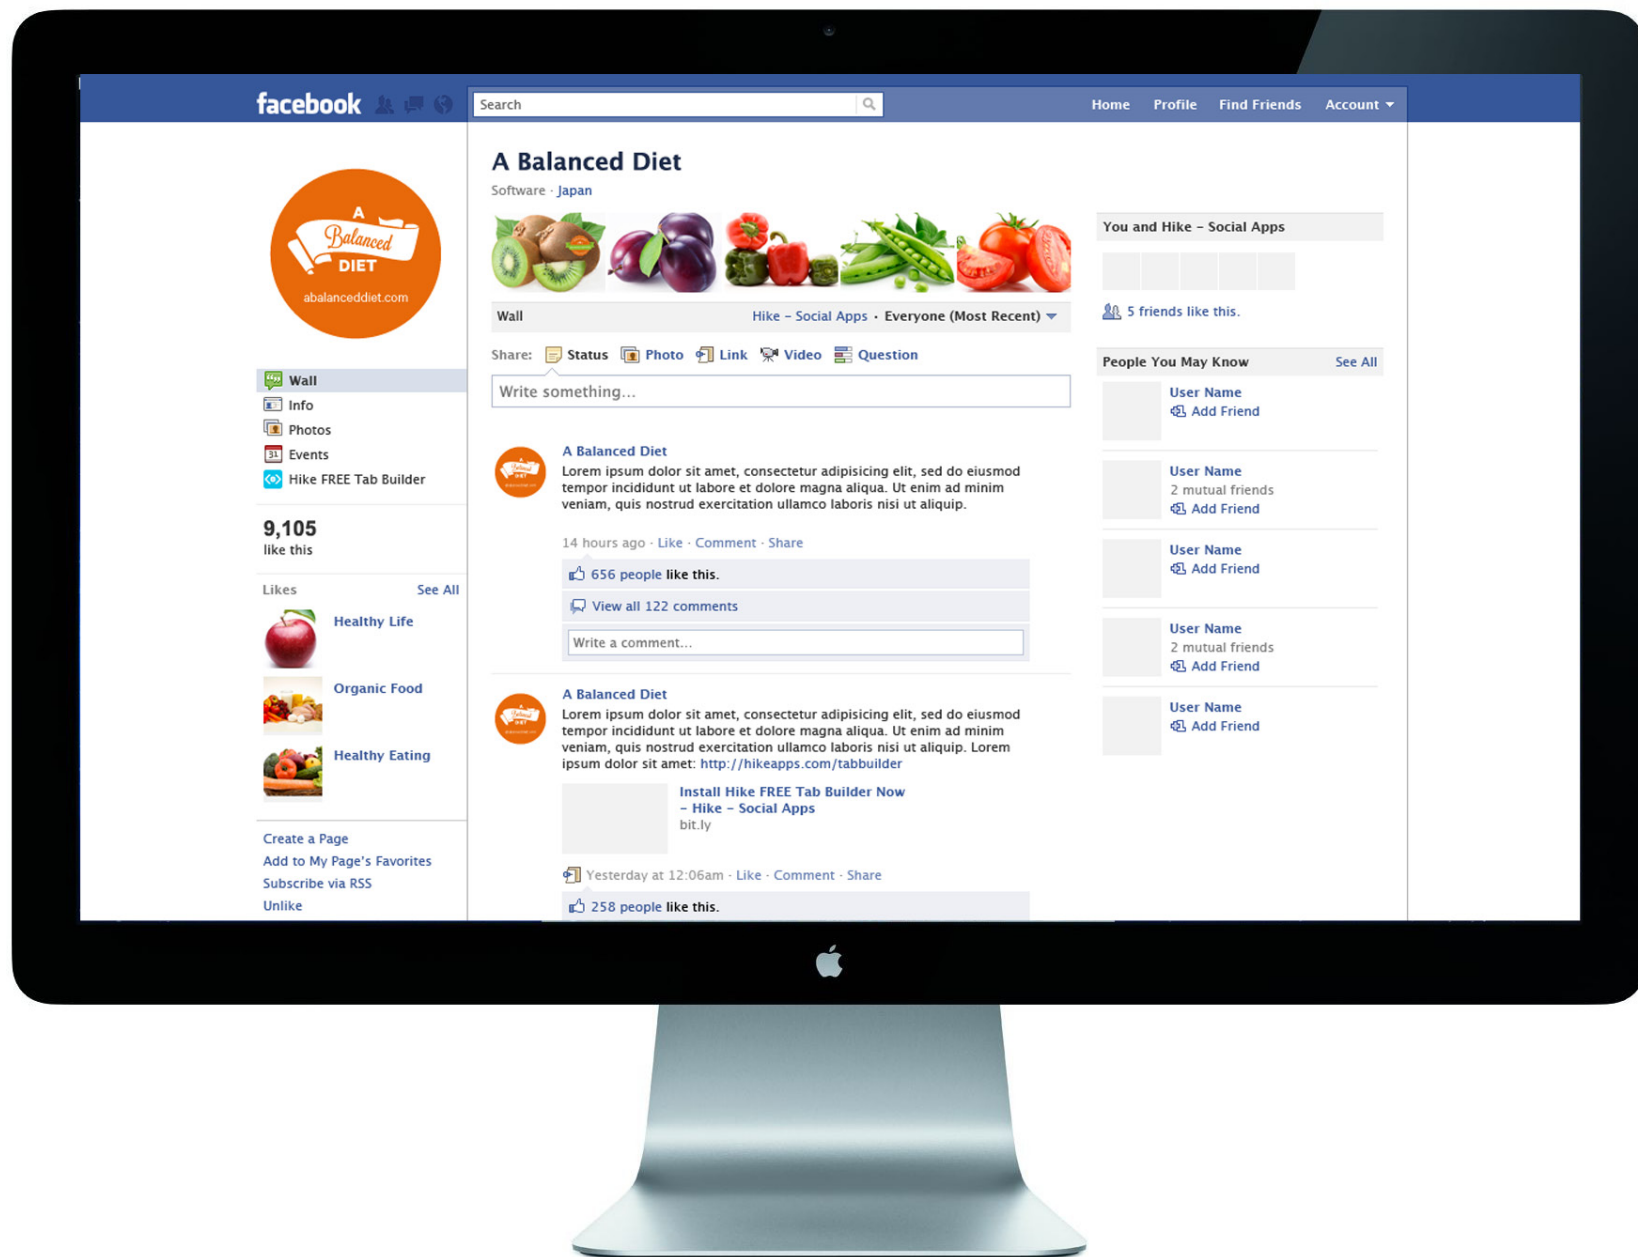 facebook
Search
Home Profile Find Friends Account
A
Balanced
DIET
abalanceddiet.com
Wall
Info
Photos
31 Events
Hike FREE Tab Builder
9,105
like this
Likes See All
Healthy Life
Organic Food
Healthy Eating
Create a Page
Add to My Page's Favorites
Subscribe via RSS
Unlike
A Balanced Diet
Software · Japan
Wall Hike – Social Apps · Everyone (Most Recent)
Share: Status Photo Link Video Question
Write something...
A Balanced Diet
Lorem ipsum dolor sit amet, consectetur adipisicing elit, sed do eiusmod
tempor incididunt ut labore et dolore magna aliqua. Ut enim ad minim
veniam, quis nostrud exercitation ullamco laboris nisi ut aliquip.
14 hours ago · Like · Comment · Share
656 people like this.
View all 122 comments
Write a comment...
A Balanced Diet
Lorem ipsum dolor sit amet, consectetur adipisicing elit, sed do eiusmod
tempor incididunt ut labore et dolore magna aliqua. Ut enim ad minim
veniam, quis nostrud exercitation ullamco laboris nisi ut aliquip. Lorem
ipsum dolor sit amet: http://hikeapps.com/tabbuilder
Install Hike FREE Tab Builder Now
– Hike – Social Apps
bit.ly
Yesterday at 12:06am · Like · Comment · Share
258 people like this.
You and Hike – Social Apps
5 friends like this.
People You May Know See All
User Name
Add Friend
User Name
2 mutual friends
Add Friend
User Name
Add Friend
User Name
2 mutual friends
Add Friend
User Name
Add Friend